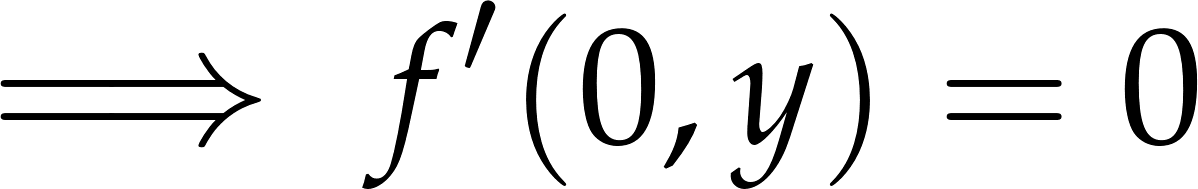 ⟹ f′(0, y) = 0